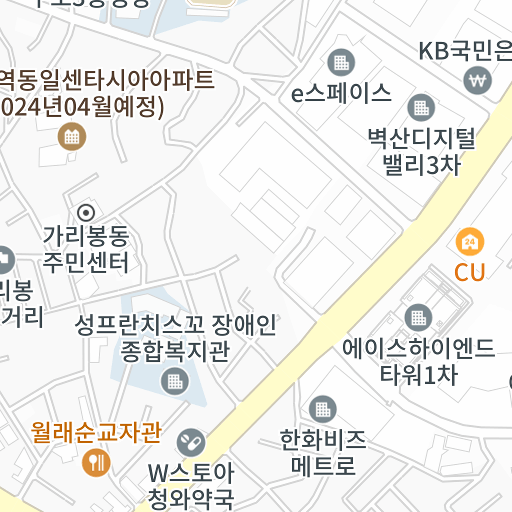 KB국민은
역동일센타시아아파트
024년04월예정)
e스페이스
벽산디지털
밸리3차
가리봉동
주민센터
24
CU
리봉
거리
성프란치스꼬 장애인
종합복지관
에이스하이엔드
타워1차
월래순교자관
한화비즈
메트로
W스토아
청와약국